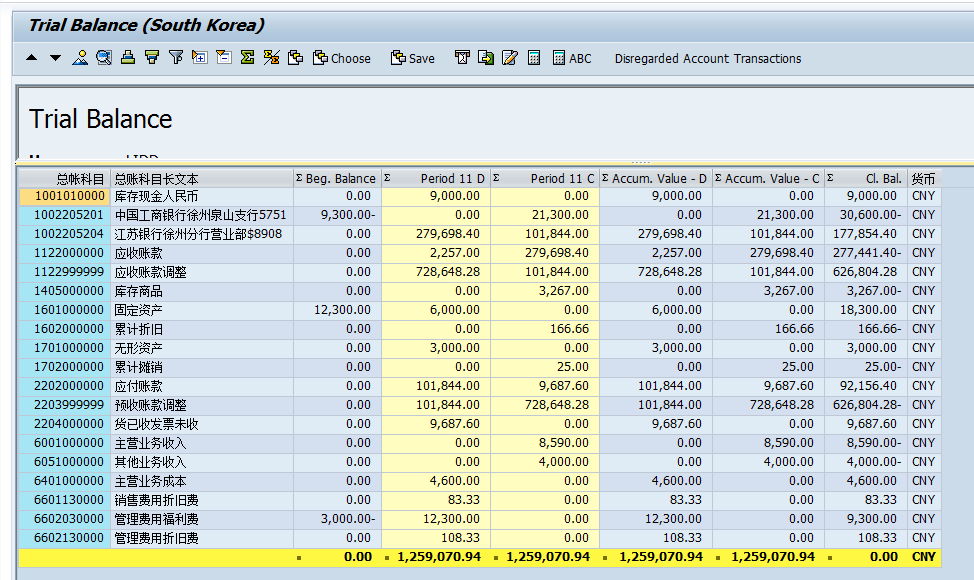 Trial Balance (South Korea)
Choose Save ABC Disregarded Account Transactions
Trial Balance
总帐科目 总账科目长文本 Σ Beg. Balance Σ Period 11 D Σ Period 11 C Σ Accum. Value - D Σ Accum. Value - C Σ Cl. Bal. 货币
1001010000 库存现金人民币 0.00 9,000.00 0.00 9,000.00 0.00 9,000.00 CNY
1002205201 中国工商银行徐州泉山支行5751 9,300.00- 0.00 21,300.00 0.00 21,300.00 30,600.00- CNY
1002205204 江苏银行徐州分行营业部$8908 0.00 279,698.40 101,844.00 279,698.40 101,844.00 177,854.40 CNY
1122000000 应收账款 0.00 2,257.00 279,698.40 2,257.00 279,698.40 277,441.40- CNY
1122999999 应收账款调整 0.00 728,648.28 101,844.00 728,648.28 101,844.00 626,804.28 CNY
1405000000 库存商品 0.00 0.00 3,267.00 0.00 3,267.00 3,267.00- CNY
1601000000 固定资产 12,300.00 6,000.00 0.00 6,000.00 0.00 18,300.00 CNY
1602000000 累计折旧 0.00 0.00 166.66 0.00 166.66 166.66- CNY
1701000000 无形资产 0.00 3,000.00 0.00 3,000.00 0.00 3,000.00 CNY
1702000000 累计摊销 0.00 0.00 25.00 0.00 25.00 25.00- CNY
2202000000 应付账款 0.00 101,844.00 9,687.60 101,844.00 9,687.60 92,156.40 CNY
2203999999 预收账款调整 0.00 101,844.00 728,648.28 101,844.00 728,648.28 626,804.28- CNY
2204000000 货已收发票未收 0.00 9,687.60 0.00 9,687.60 0.00 9,687.60 CNY
6001000000 主营业务收入 0.00 0.00 8,590.00 0.00 8,590.00 8,590.00- CNY
6051000000 其他业务收入 0.00 0.00 4,000.00 0.00 4,000.00 4,000.00- CNY
6401000000 主营业务成本 0.00 4,600.00 0.00 4,600.00 0.00 4,600.00 CNY
6601130000 销售费用折旧费 0.00 83.33 0.00 83.33 0.00 83.33 CNY
6602030000 管理费用福利费 3,000.00- 12,300.00 0.00 12,300.00 0.00 9,300.00 CNY
6602130000 管理费用折旧费 0.00 108.33 0.00 108.33 0.00 108.33 CNY
0.00 1,259,070.94 1,259,070.94 1,259,070.94 1,259,070.94 0.00 CNY